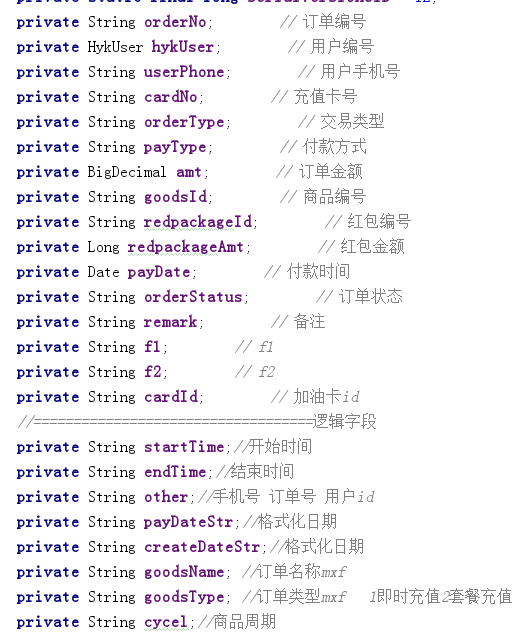 private String orderNo; // 订单编号
private HykUser hykUser; // 用户编号
private String userPhone; // 用户手机号
private String cardNo; // 充值卡号
private String orderType; // 交易类型
private String payType; // 付款方式
private BigDecimal amt; // 订单金额
private String goodsId; // 商品编号
private String redpackageId; // 红包编号
private Long redpackageAmt; // 红包金额
private Date payDate; // 付款时间
private String orderStatus; // 订单状态
private String remark; // 备注
private String f1; // f1
private String f2; // f2
private String cardId; // 加油卡id
//===================================逻辑字段
private String startTime;//开始时间
private String endTime;//结束时间
private String other;//手机号 订单号 用户id
private String payDateStr;//格式化日期
private String createDateStr;//格式化日期
private String goodsName; //订单名称mxf
private String goodsType; //订单类型mxf 1即时充值2套餐充值
private String cycel;//商品周期